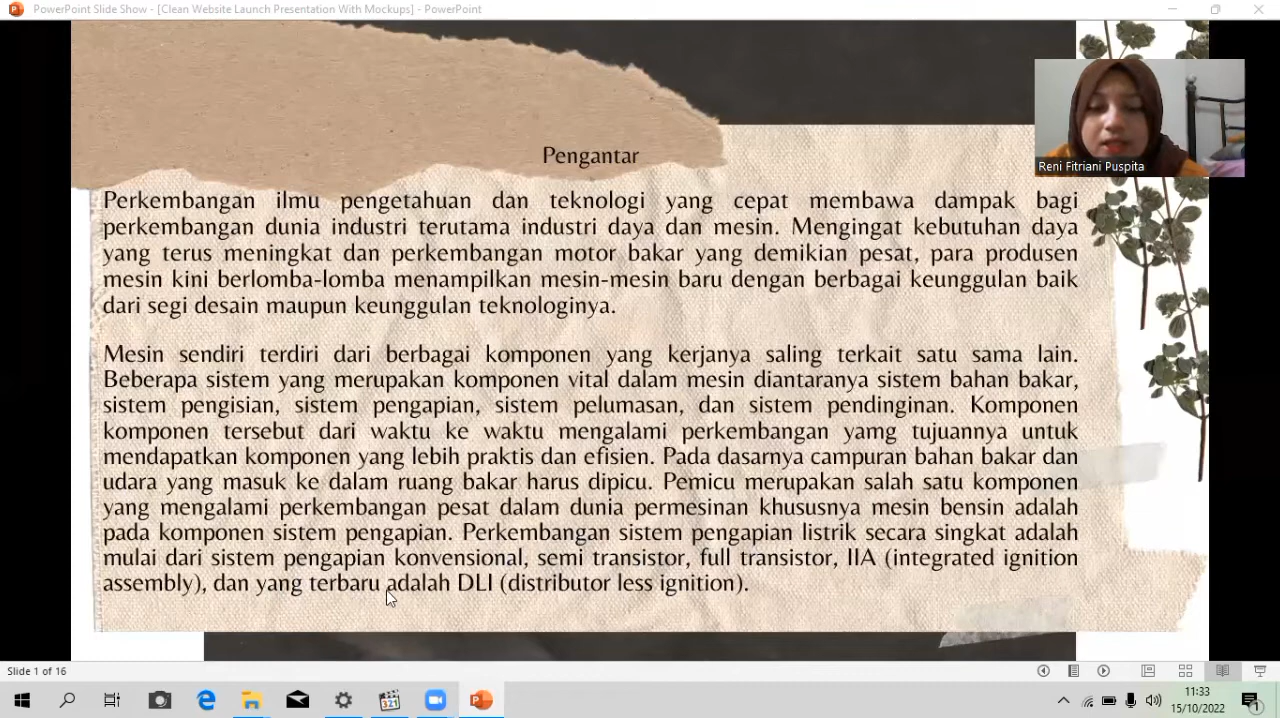 PowerPoint Slide Show - [Clean Website Launch Presentation With Mockups] - PowerPoint
Pengantar
Reni Fitriani Puspita
Perkembangan ilmu pengetahuan dan teknologi yang cepat membawa dampak bagi
perkembangan dunia industri terutama industri daya dan mesin. Mengingat kebutuhan daya
yang terus meningkat dan perkembangan motor bakar yang demikian pesat, para produsen
mesin kini berlomba-lomba menampilkan mesin-mesin baru dengan berbagai keunggulan baik
dari segi desain maupun keunggulan teknologinya.
Mesin sendiri terdiri dari berbagai komponen yang kerjanya saling terkait satu sama lain.
Beberapa sistem yang merupakan komponen vital dalam mesin diantaranya sistem bahan bakar,
sistem pengisian, sistem pengapian, sistem pelumasan, dan sistem pendinginan. Komponen
komponen tersebut dari waktu ke waktu mengalami perkembangan yamg tujuannya untuk
mendapatkan komponen yang lebih praktis dan efisien. Pada dasarnya campuran bahan bakar dan
udara yang masuk ke dalam ruang bakar harus dipicu. Pemicu merupakan salah satu komponen
yang mengalami perkembangan pesat dalam dunia permesinan khususnya mesin bensin adalah
pada komponen sistem pengapian. Perkembangan sistem pengapian listrik secara singkat adalah
mulai dari sistem pengapian konvensional, semi transistor, full transistor, IIA (integrated ignition
assembly), dan yang terbaru adalah DLI (distributor less ignition).
Slide 1 of 16
321
11:33
15/10/2022
1